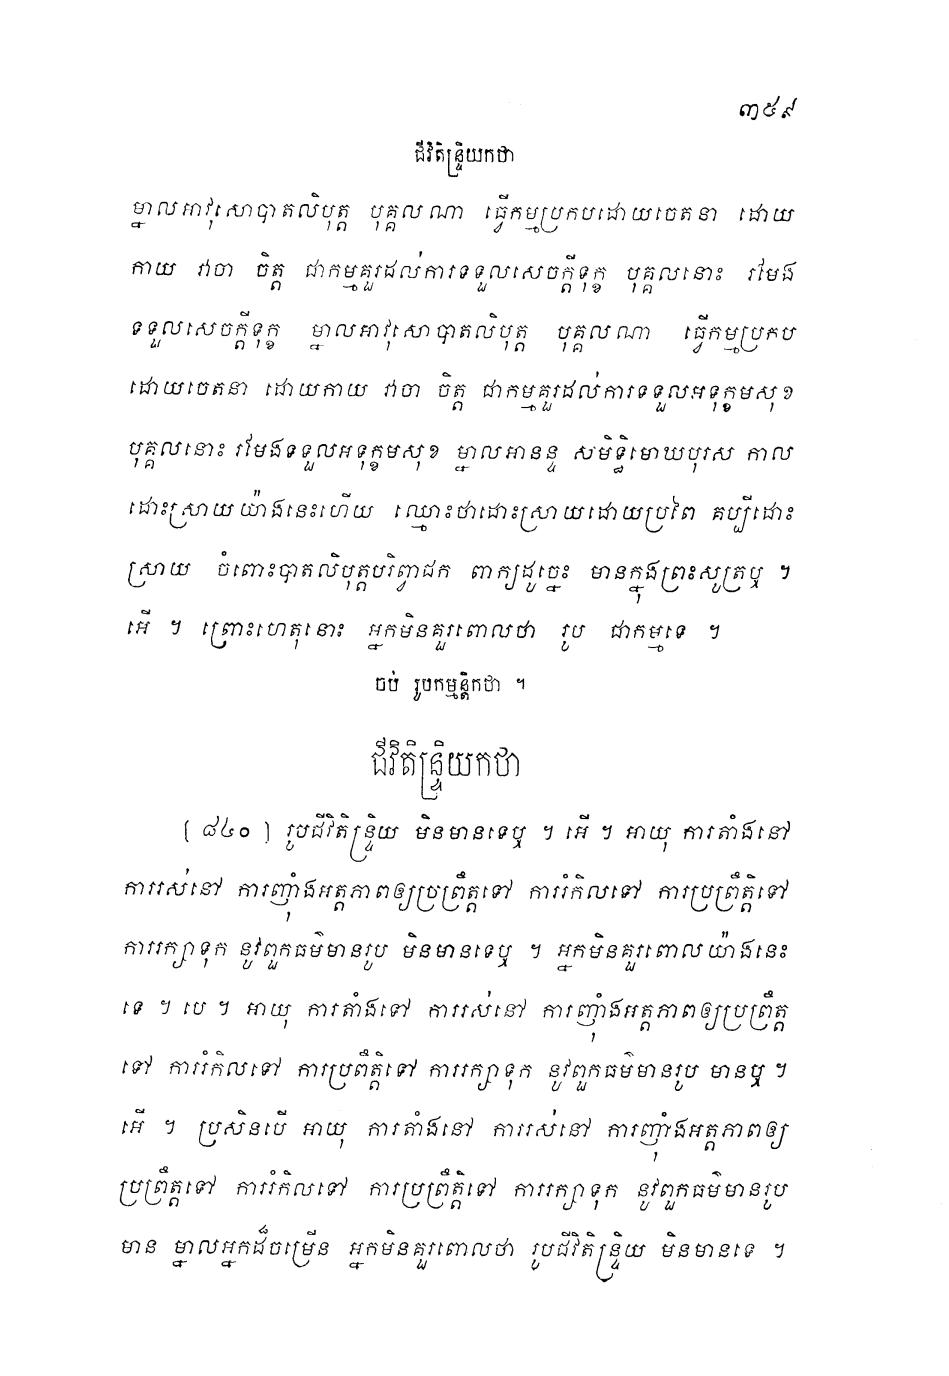 ៣៥៩
ជីវិតិន្ទ្រិយកថា
ម្នាលអាវុសោបាតលិបុត្ត បុគ្គលណា ធ្វើកម្មប្រកបដោយចេតនា ដោយ
កាយ វាចា ចិត្ត ជាកម្មគួរដល់ការទទួលសេចក្តីទុក្ខ បុគ្គលនោះ រមែង
ទទួលសេចក្តីទុក្ខ ម្នាលអាវុសោបាតលិបុត្ត បុគ្គលណា ធ្វើកម្មប្រកប
ដោយចេតនា ដោយកាយ វាចា ចិត្ត ជាកម្មគួរដល់ការទទួលអទុក្ខមសុខ
បុគ្គលនោះ រមែងទទួលអទុក្ខមសុខ ម្នាលអានន្ទ សមិទ្ធិមោឃបុរស កាល
ដោះស្រាយយ៉ាងនេះហើយ ឈ្មោះថាដោះស្រាយដោយប្រពៃ គប្បីដោះ
ស្រាយ ចំពោះបាតលិបុត្តបរិព្វាជក ពាក្យដូច្នេះ មានក្នុងព្រះសូត្រឬ ។
អើ ។ ព្រោះហេតុនោះ អ្នកមិនគួរពោលថា រូប ជាកម្មទេ ។
ចប់ រូបកម្មន្តិកថា ។
ជីវិតិន្ទ្រិយកថា
[ ៨៤០ ] រូបជីវិតិន្ទ្រិយ មិនមានទេឬ ។ អើ ។ អាយុ ការតាំងនៅ
ការរស់នៅ ការញ៉ាំងអត្តភាពឲ្យប្រព្រឹត្តទៅ ការរំកិលទៅ ការប្រព្រឹត្តិទៅ
ការរក្សាទុក នូវពួកធម៌មានរូប មិនមានទេឬ ។ អ្នកមិនគួរពោលយ៉ាងនេះ
ទេ ។ បេ ។ អាយុ ការតាំងទៅ ការរស់នៅ ការញ៉ាំងអត្តភាពឲ្យប្រព្រឹត្ត
ទៅ ការរំកិលទៅ ការប្រពឹត្តិទៅ ការរក្សាទុក នូវពួកធម៌មានរូប មានឬ ។
អើ ។ ប្រសិនបើ អាយុ ការតាំងនៅ ការរស់នៅ ការញ៉ាំងអត្តភាពឲ្យ
ប្រព្រឹត្តទៅ ការរំកិលទៅ ការប្រព្រឹត្តិទៅ ការរក្សាទុក នូវពួកធម៌មានរូប
មាន ម្នាលអ្នកដ៏ចម្រើន អ្នកមិនគួរពោលថា រូបជីវិតិន្ទ្រិយ មិនមានទេ ។